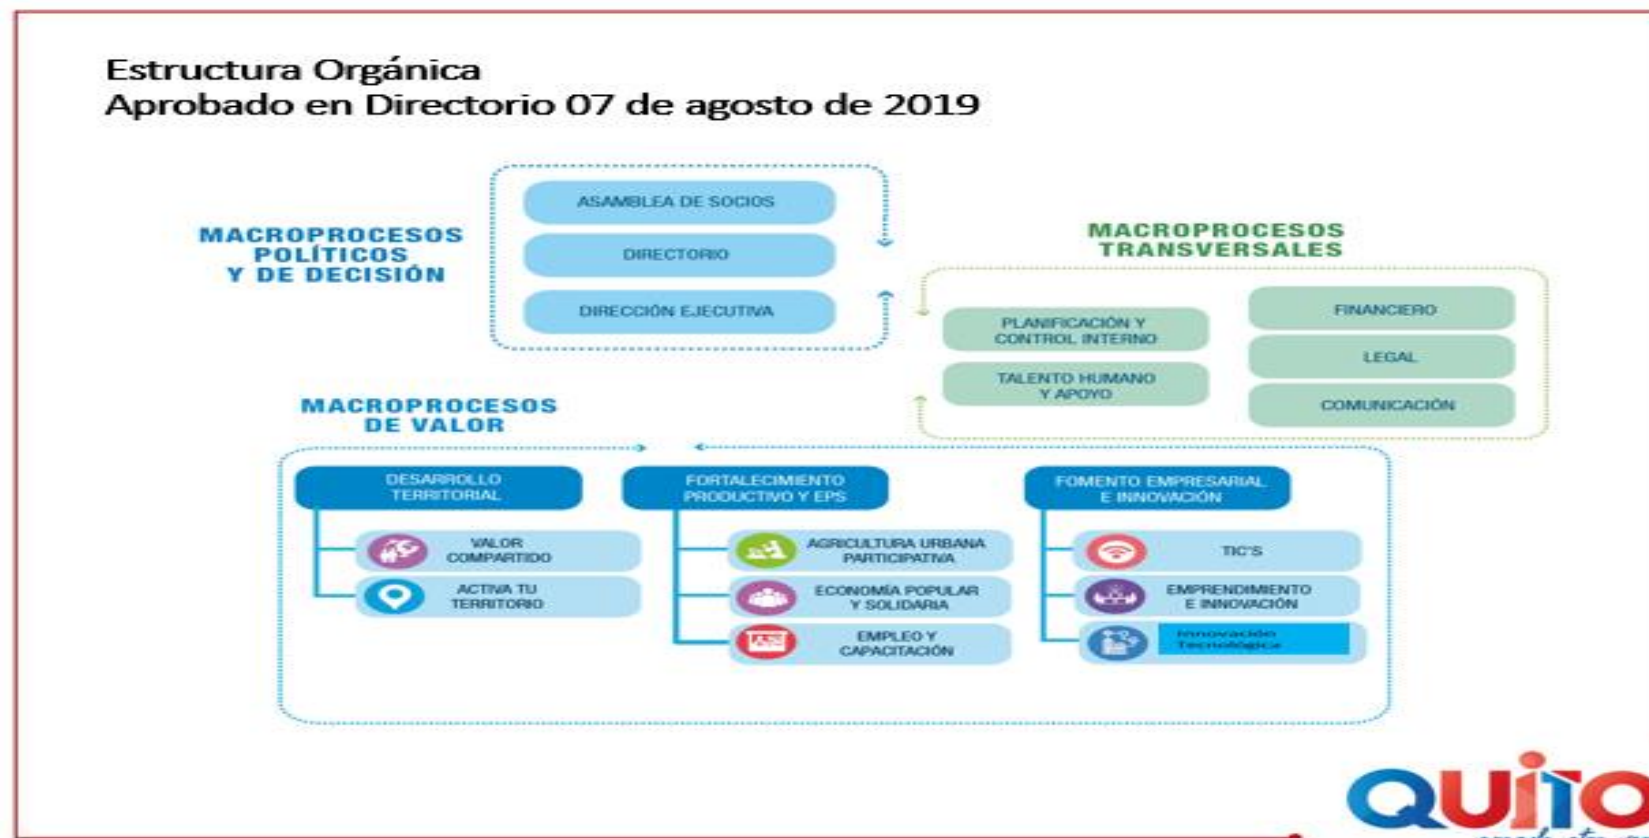 Estructura Orgánica
Aprobado en Directorio 07 de agosto de 2019
MACROPROCESOS
POLÍTICOS
Y DE DECISIÓN
ASAMBLEA DE SOCIOS
DIRECTORIO
DIRECCIÓN EJECUTIVA
MACROPROCESOS
TRANSVERSALES
PLANIFICACIÓN Y
CONTROL INTERNO
TALENTO HUMANO
Y APOYO
FINANCIERO
LEGAL
COMUNICACIÓN
MACROPROCESOS
DE VALOR
DESARROLLO
TERRITORIAL
VALOR
COMPARTIDO
ACTIVA TU
TERRITORIO
FORTALECIMIENTO
PRODUCTIVO Y EPS
AGRICULTURA URBANA
PARTICIPATIVA
ECONOMÍA POPULAR
Y SOLIDARIA
EMPLEO Y
CAPACITACIÓN
FOMENTO EMPRESARIAL
E INNOVACIÓN
TIC'S
EMPRENDIMIENTO
E INNOVACIÓN
Innovación
Tecnológica
QUITO